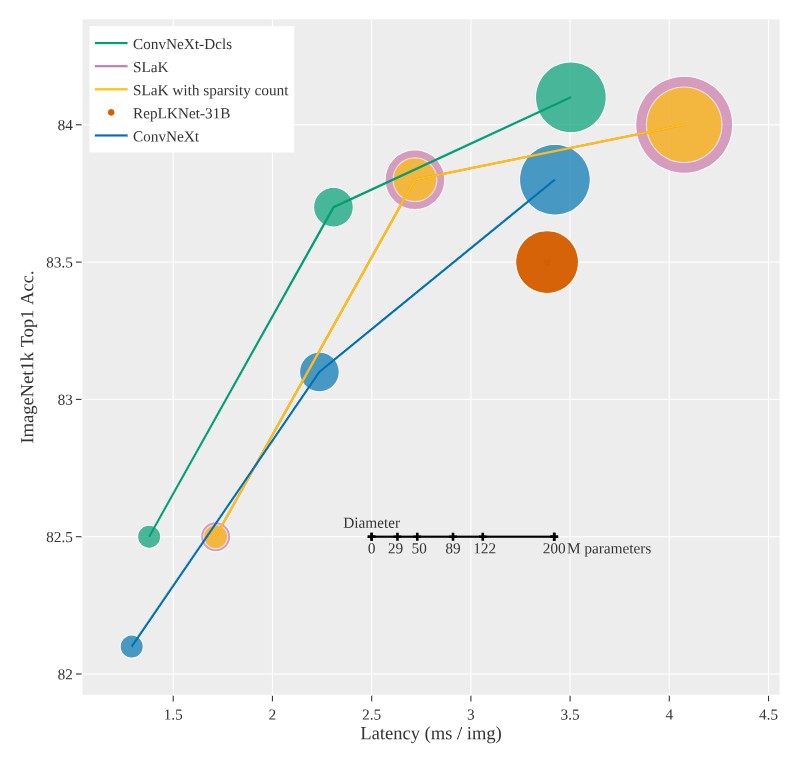 ConvNeXt-Dcls
SLaK
SLaK with sparsity count
RepLKNet-31B
ConvNeXt
84
83.5
83
82.5
82
ImageNet1k Top1 Acc.
Diameter
0 29 50 89 122 200 M parameters
1.5 2 2.5 3 3.5 4 4.5
Latency (ms / img)